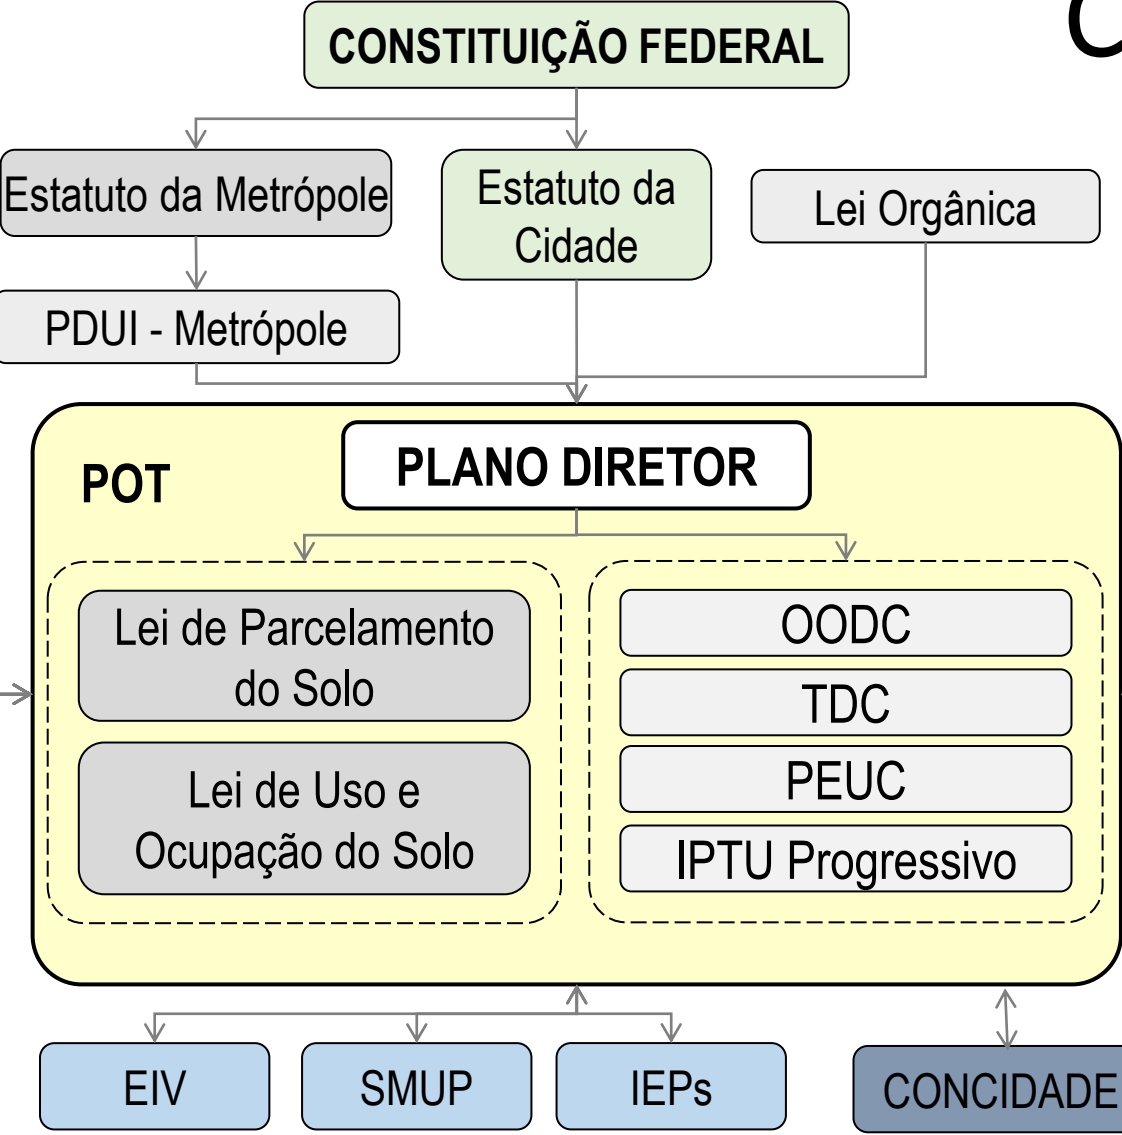 CONSTITUIÇÃO FEDERAL
Estatuto da Metrópole
Estatuto da
Cidade
Lei Orgânica
PDUI - Metrópole
POT
PLANO DIRETOR
Lei de Parcelamento
do Solo
Lei de Uso e
Ocupação do Solo
OODC
TDC
PEUC
IPTU Progressivo
EIV
SMUP
IEPs
CONCIDADE